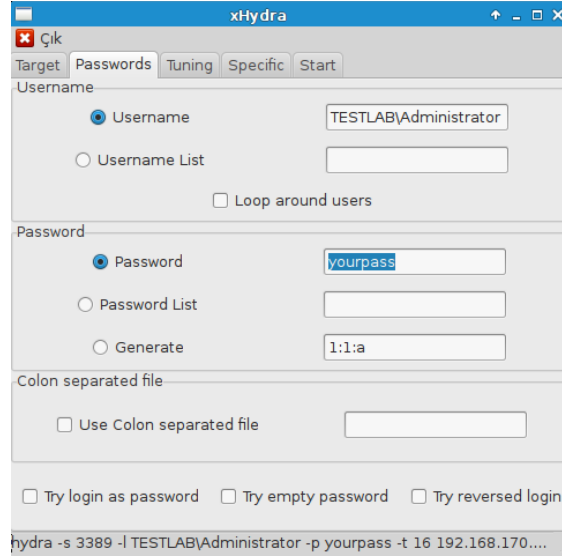 xHydra
Çık
Target Passwords Tuning Specific Start
Username
Username TESTLAB\Administrator
Username List
Loop around users
Password
Password yourpass
Password List
Generate 1:1:a
Colon separated file
Use Colon separated file
Try login as password Try empty password Try reversed login
hydra -s 3389 -l TESTLAB\Administrator -p yourpass -t 16 192.168.170....